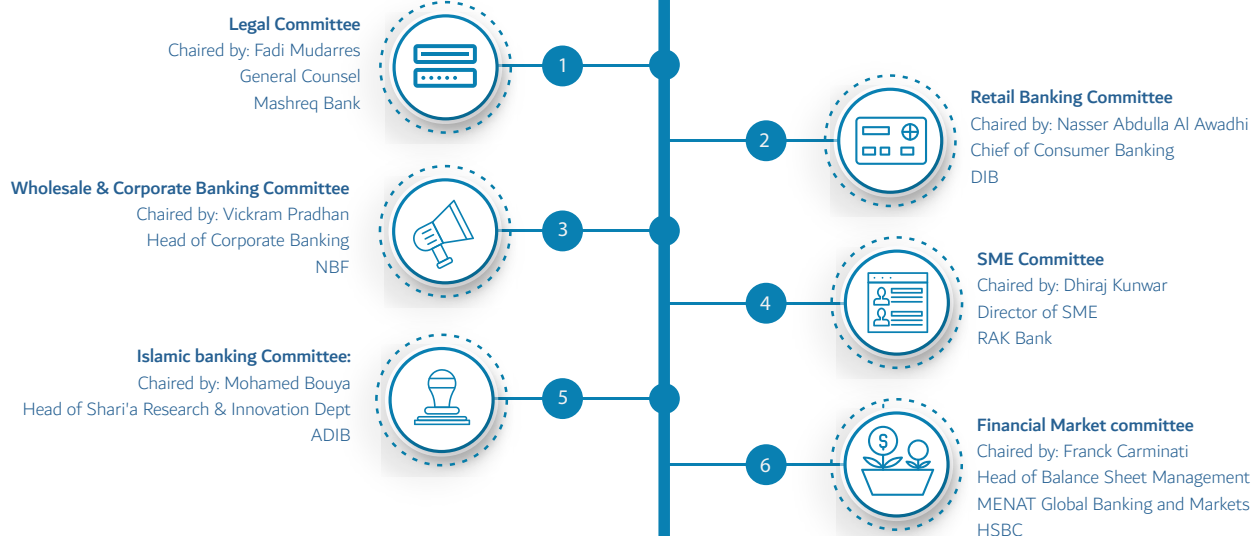 Legal Committee
Chaired by: Fadi Mudarres
General Counsel
Mashreq Bank
1
2
Retail Banking Committee
Chaired by: Nasser Abdulla Al Awadhi
Chief of Consumer Banking
DIB
Wholesale & Corporate Banking Committee
Chaired by: Vickram Pradhan
Head of Corporate Banking
NBF
3
4
SME Committee
Chaired by: Dhiraj Kunwar
Director of SME
RAK Bank
Islamic banking Committee:
Chaired by: Mohamed Bouya
Head of Shari'a Research & Innovation Dept
ADIB
5
6
$
Financial Market committee
Chaired by: Franck Carminati
Head of Balance Sheet Management
MENAT Global Banking and Markets
HSBC